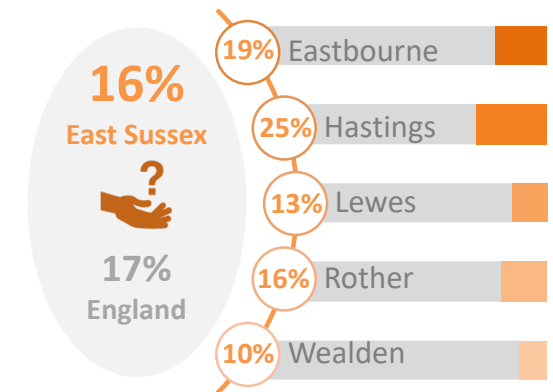 16%
East Sussex
?
17%
England
19% Eastbourne
25% Hastings
13% Lewes
16% Rother
10% Wealden